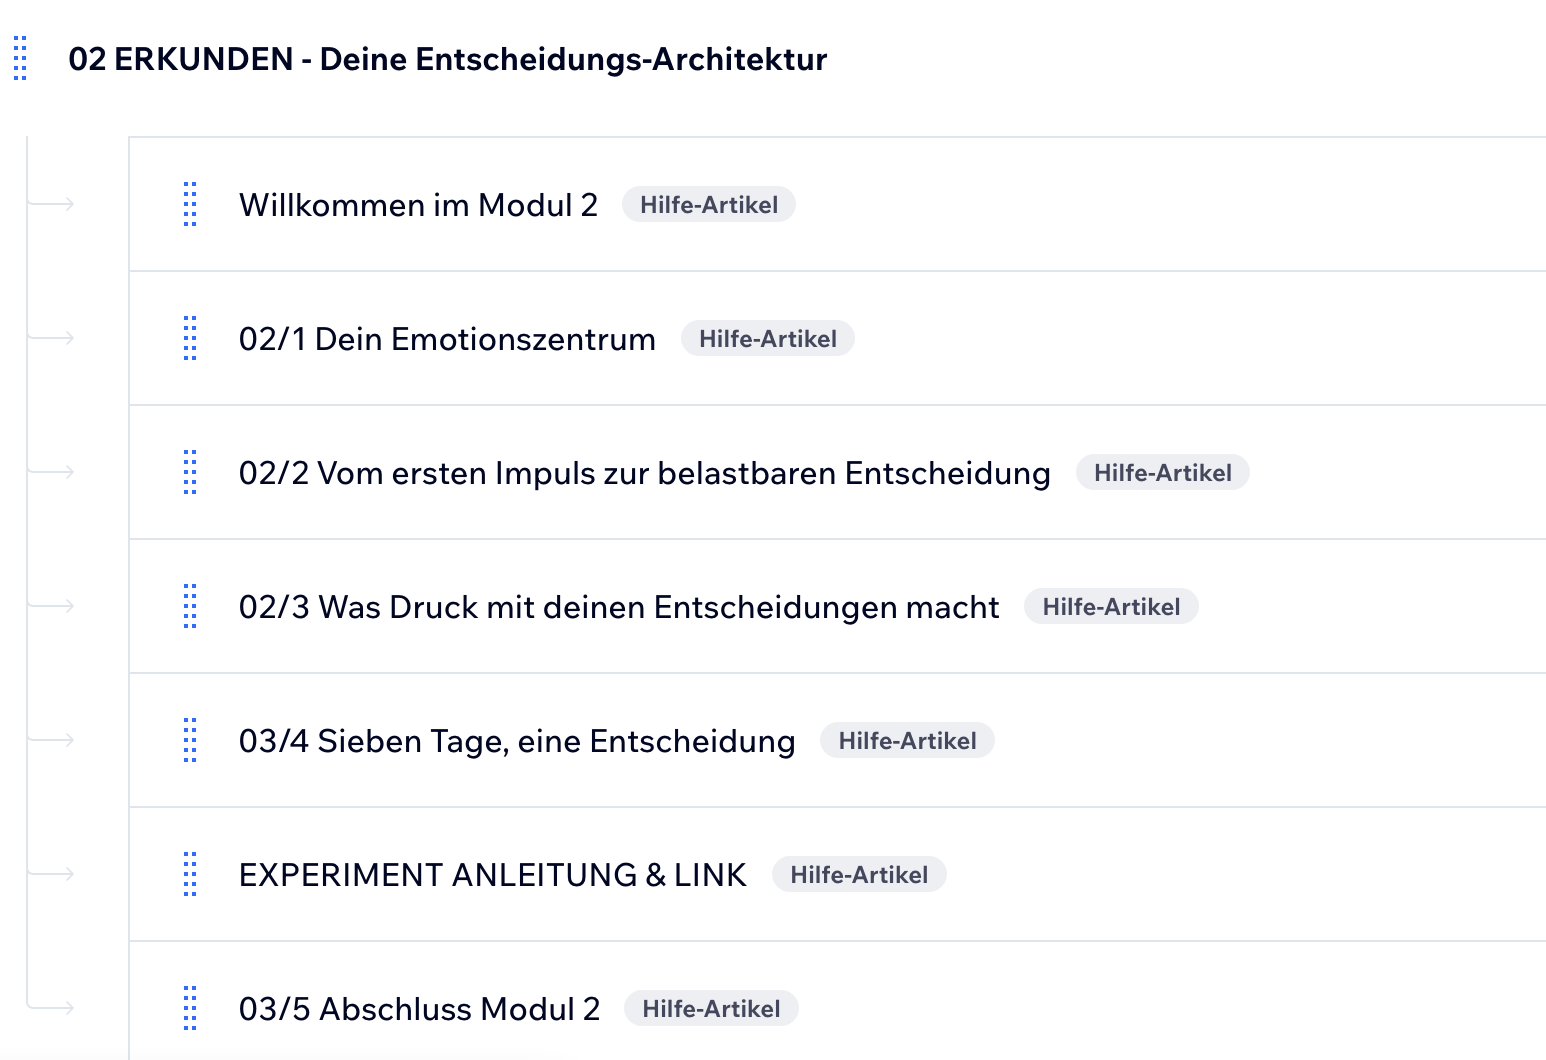 02 ERKUNDEN - Deine Entscheidungs-Architektur
Willkommen im Modul 2 Hilfe-Artikel
02/1 Dein Emotionszentrum Hilfe-Artikel
02/2 Vom ersten Impuls zur belastbaren Entscheidung Hilfe-Artikel
02/3 Was Druck mit deinen Entscheidungen macht Hilfe-Artikel
03/4 Sieben Tage, eine Entscheidung Hilfe-Artikel
EXPERIMENT ANLEITUNG & LINK Hilfe-Artikel
03/5 Abschluss Modul 2 Hilfe-Artikel